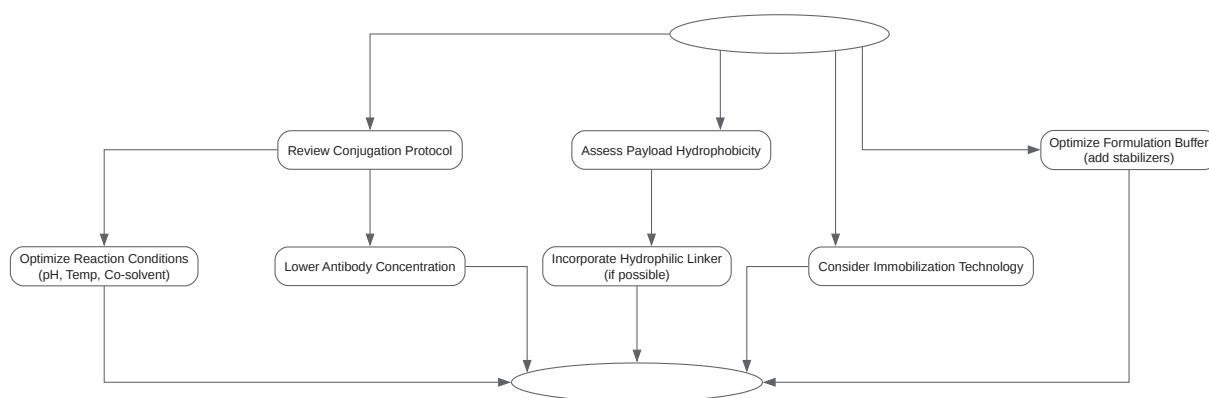 Review Conjugation Protocol
Assess Payload Hydrophobicity
Optimize Formulation Buffer
(add stabilizers)
Optimize Reaction Conditions
(pH, Temp, Co-solvent)
Lower Antibody Concentration
Incorporate Hydrophilic Linker
(if possible)
Consider Immobilization Technology